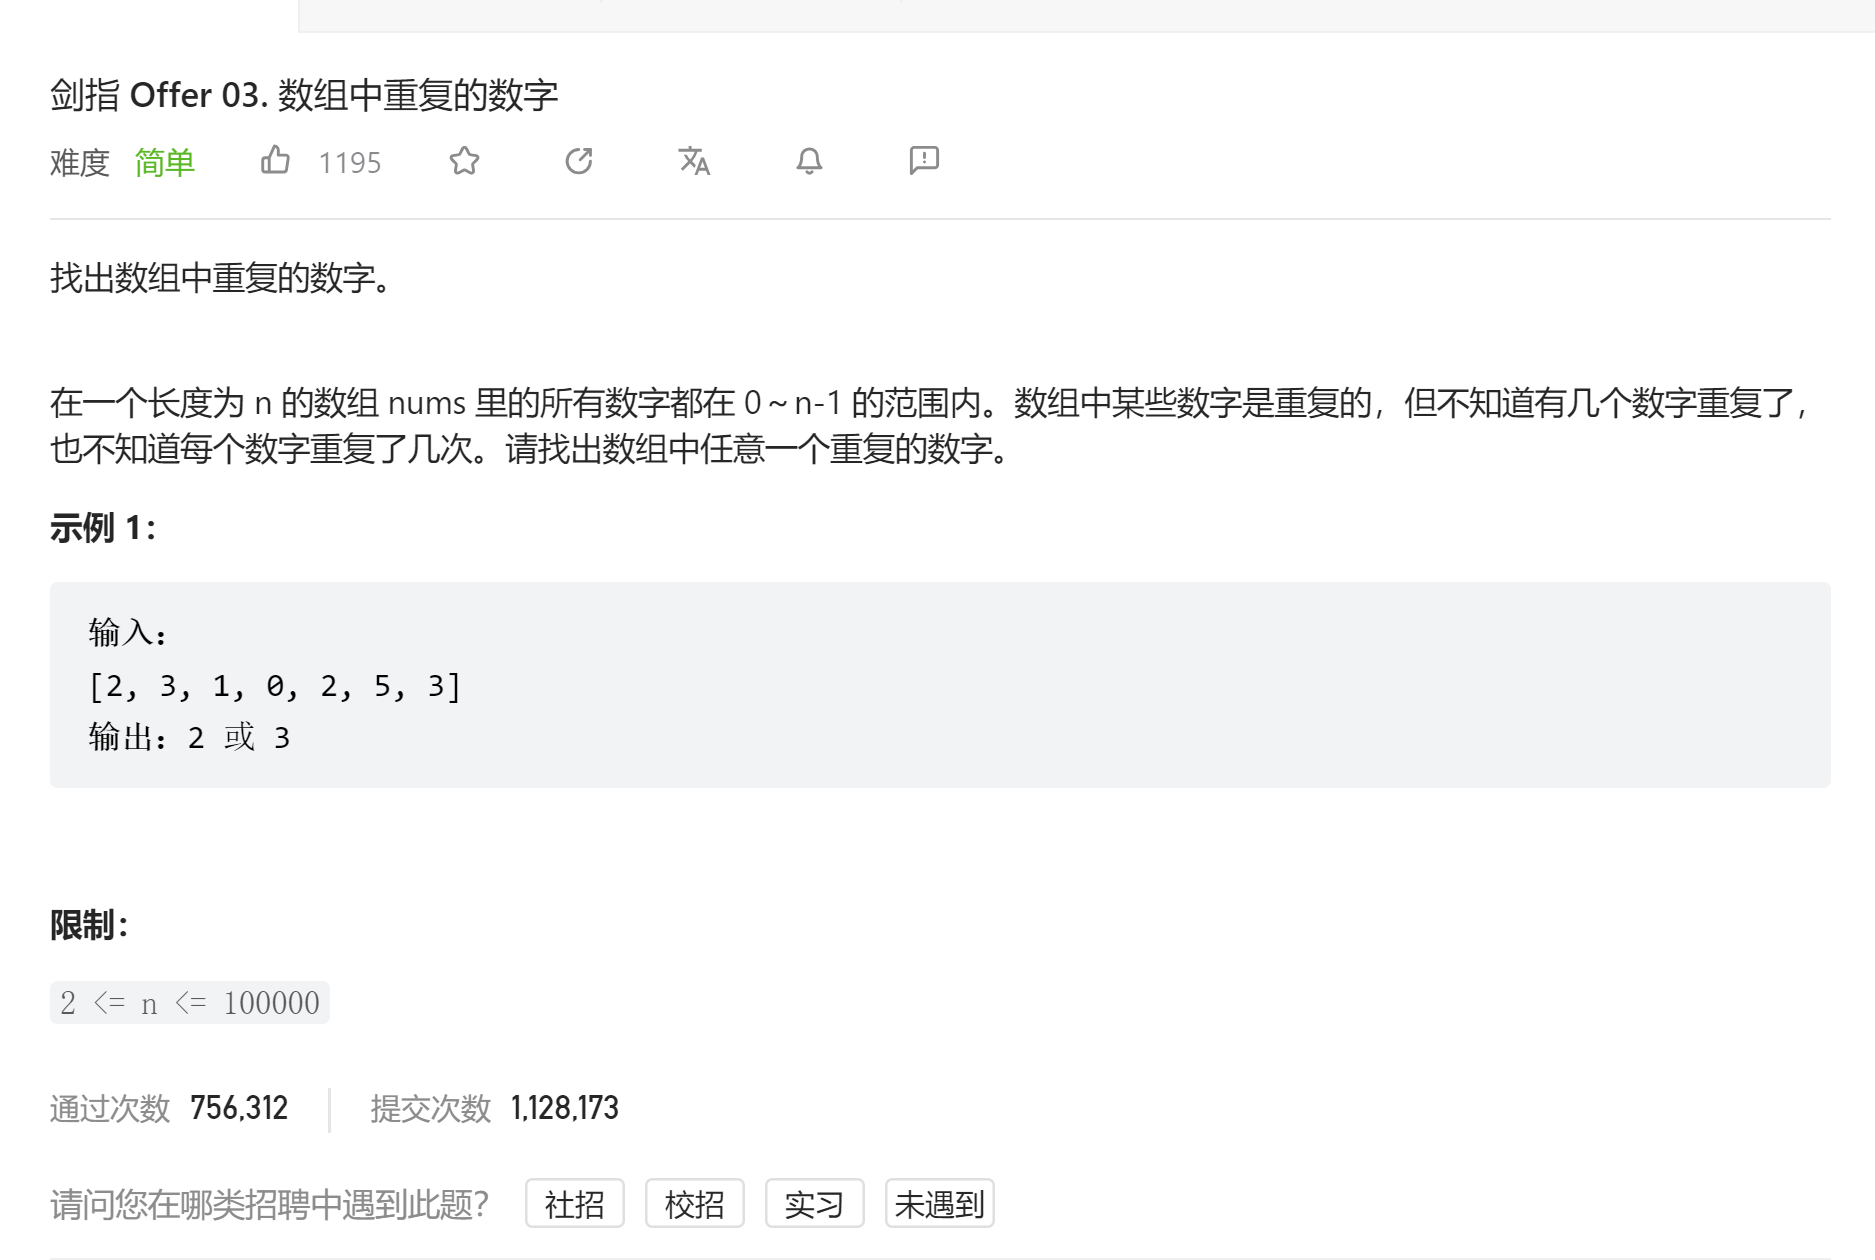 剑指 Offer 03. 数组中重复的数字
难度 简单 1195
找出数组中重复的数字。
在一个长度为 n 的数组 nums 里的所有数字都在 0～n-1 的范围内。数组中某些数字是重复的，但不知道有几个数字重复了，
也不知道每个数字重复了几次。请找出数组中任意一个重复的数字。
示例 1：
输入：
[2, 3, 1, 0, 2, 5, 3]
输出：2 或 3
限制：
2 <= n <= 100000
通过次数 756,312 提交次数 1,128,173
请问您在哪类招聘中遇到此题？ 社招 校招 实习 未遇到